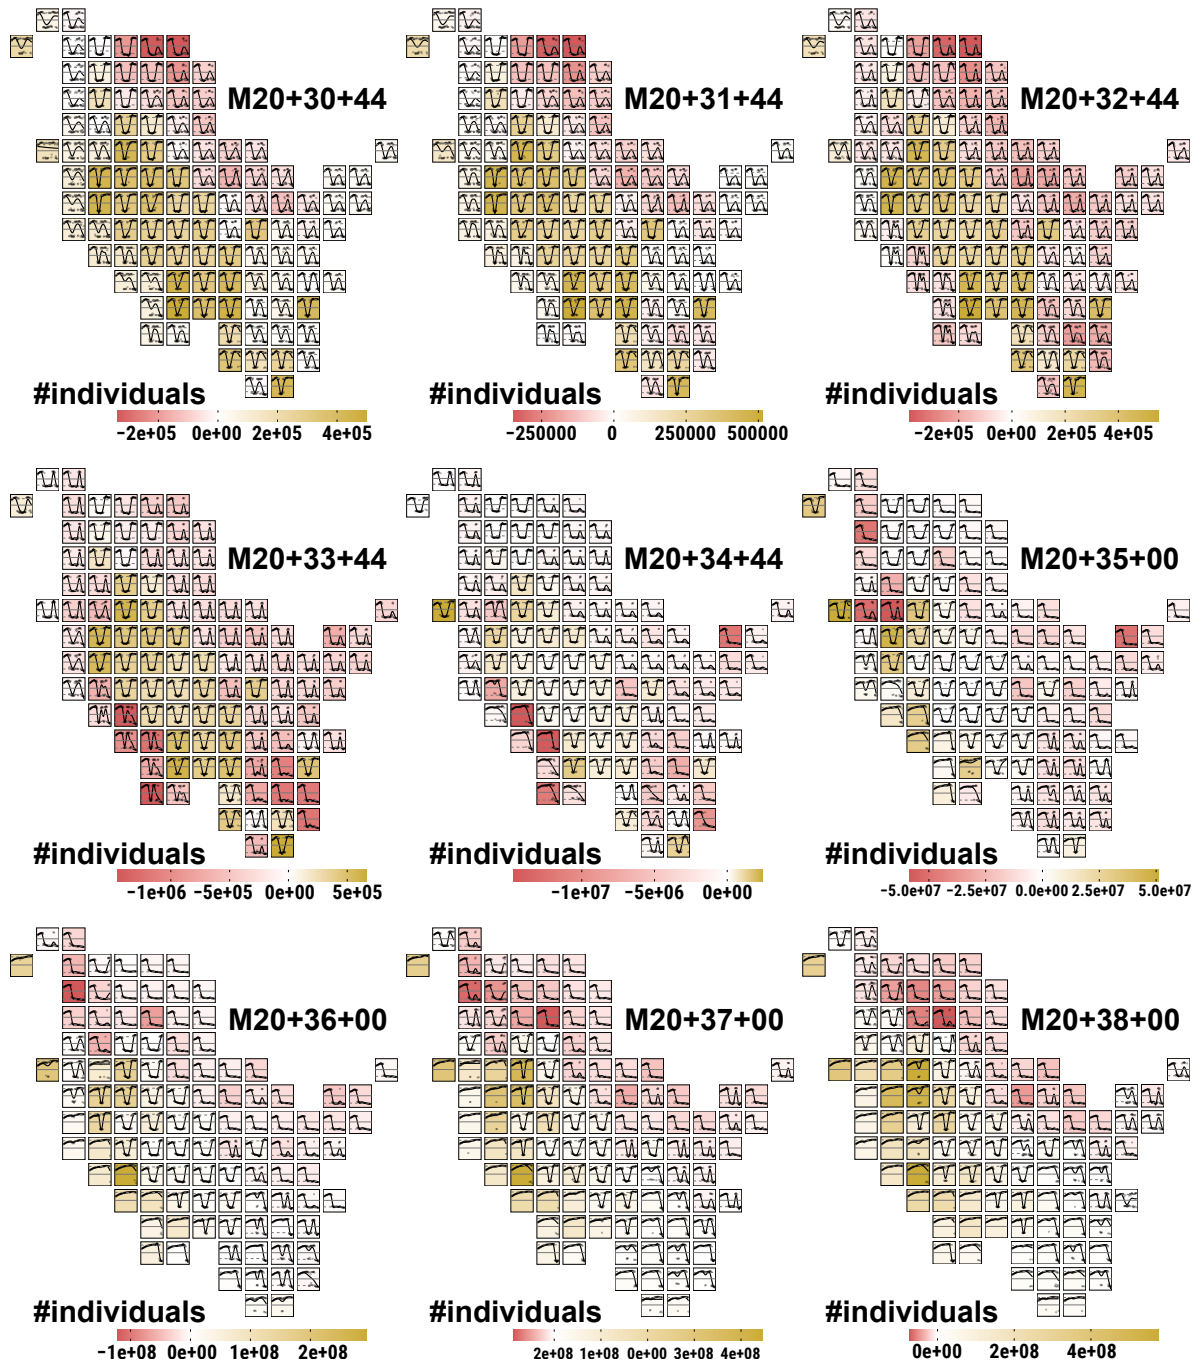 M20+30+44
M20+31+44
M20+32+44
#individuals
#individuals
#individuals
−2e+05 0e+00 2e+05 4e+05
−250000 0 250000 500000
−2e+05 0e+00 2e+05 4e+05
M20+33+44
M20+34+44
M20+35+00
#individuals
#individuals
#individuals
−1e+06 −5e+05 0e+00 5e+05
−1e+07 −5e+06 0e+00
−5.0e+07 −2.5e+07 0.0e+00 2.5e+07 5.0e+07
M20+36+00
M20+37+00
M20+38+00
#individuals
#individuals
#individuals
−1e+08 0e+00 1e+08 2e+08
2e+08 1e+08 0e+00 3e+08 4e+08
0e+00 2e+08 4e+08